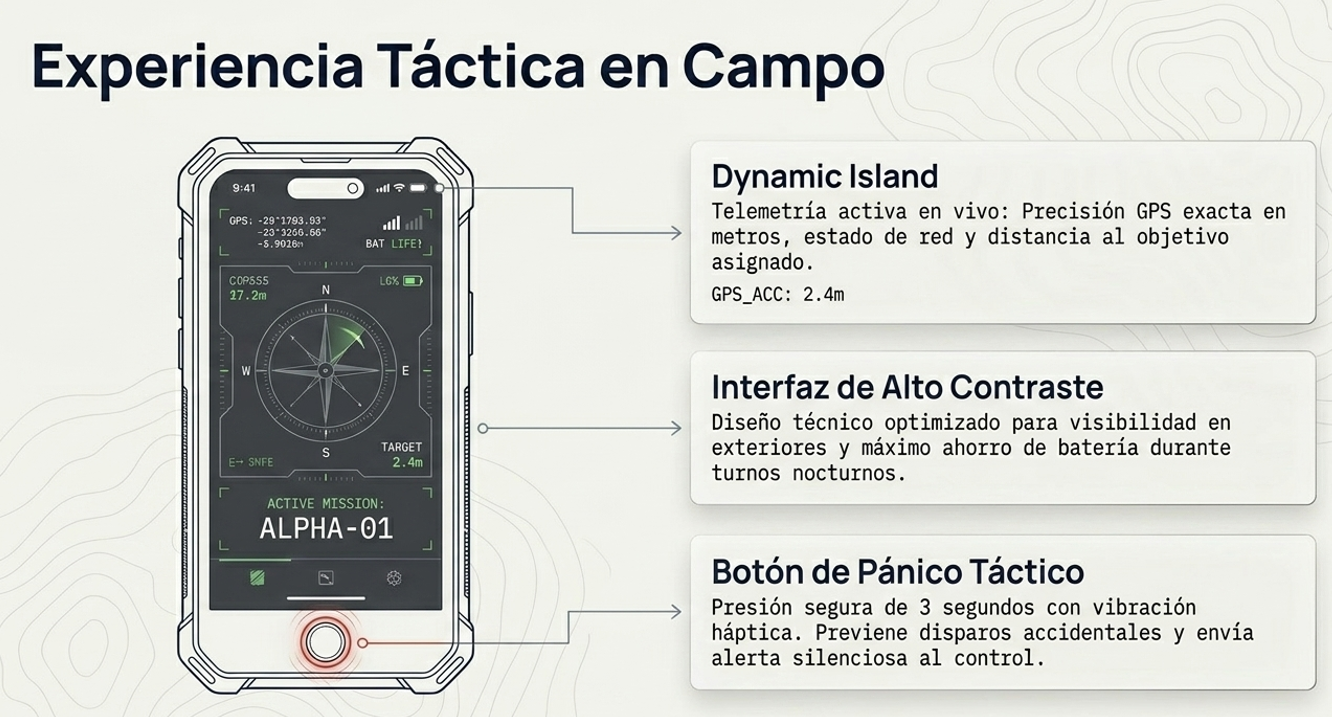 Experiencia Táctica en Campo
9:41
GPS: -29°1793.93"
-23°3266.66"
-8.9026m
BAT LIFE!
COPSS5
17.2m
LG%
N
W
E
S
TARGET
2.4m
E→ SNFE
ACTIVE MISSION:
ALPHA-01
Dynamic Island
Telemetría activa en vivo: Precisión GPS exacta en
metros, estado de red y distancia al objetivo
asignado.
GPS_ACC: 2.4m
Interfaz de Alto Contraste
Diseño técnico optimizado para visibilidad en
exteriores y máximo ahorro de batería durante
turnos nocturnos.
Botón de Pánico Táctico
Presión segura de 3 segundos con vibración
háptica. Previene disparos accidentales y envía
alerta silenciosa al control.